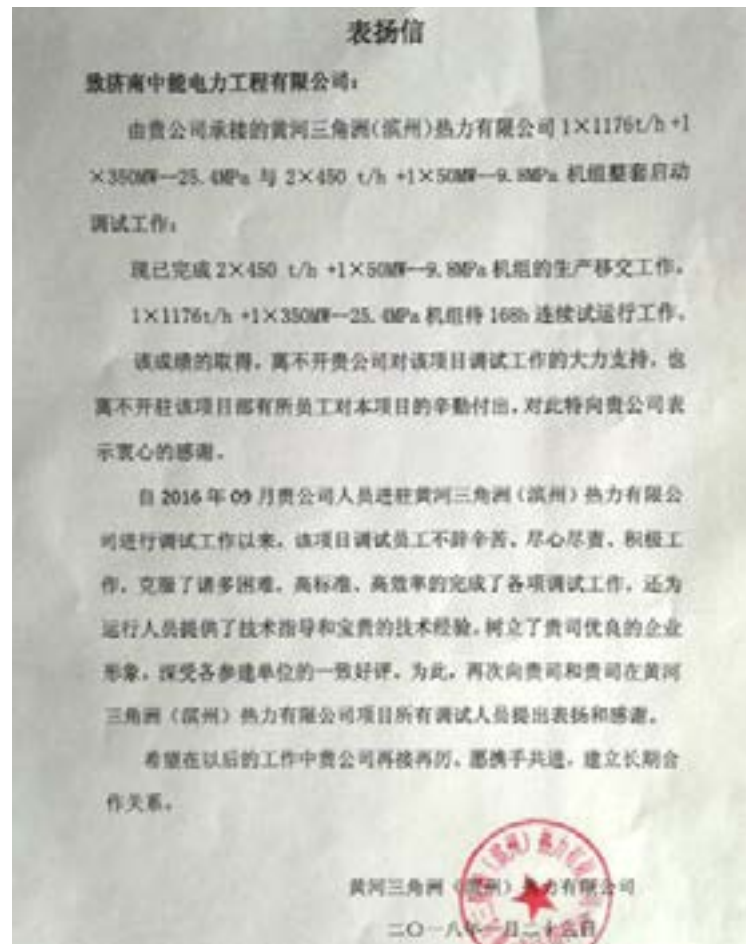 表扬信
致济南中能电力工程有限公司：
由贵公司承接的黄河三角洲（滨州）热力有限公司1×1176t/h +1
×350MW--25.4MPa 与 2×450 t/h +1×50MW--9.8MPa 机组整套启动
调试工作：
现已完成 2×450 t/h +1×50MW--9.8MPa 机组的生产移交工作。
1×1176t/h +1×350MW--25.4MPa 机组待 168h 连续试运行工作。
该成绩的取得，离不开贵公司对该项目调试工作的大力支持，也
离不开驻该项目部有所员工对本项目的辛勤付出，对此特向贵公司表
示衷心的感谢。
自 2016 年 09 月贵公司人员进驻黄河三角洲（滨州）热力有限公
司进行调试工作以来，该项目调试员工不辞辛苦、尽心尽责、积极工
作，克服了诸多困难，高标准、高效率的完成了各项调试工作，还为
运行人员提供了技术指导和宝贵的技术经验，树立了贵司优良的企业
形象，深受各参建单位的一致好评。为此，再次向贵司和贵司在黄河
三角洲（滨州）热力有限公司项目所有调试人员提出表扬和感谢。
希望在以后的工作中贵公司再接再厉，愿携手共进，建立长期合
作关系。
黄河三角洲（滨州）热力有限公司
二〇一八年一月二十三日